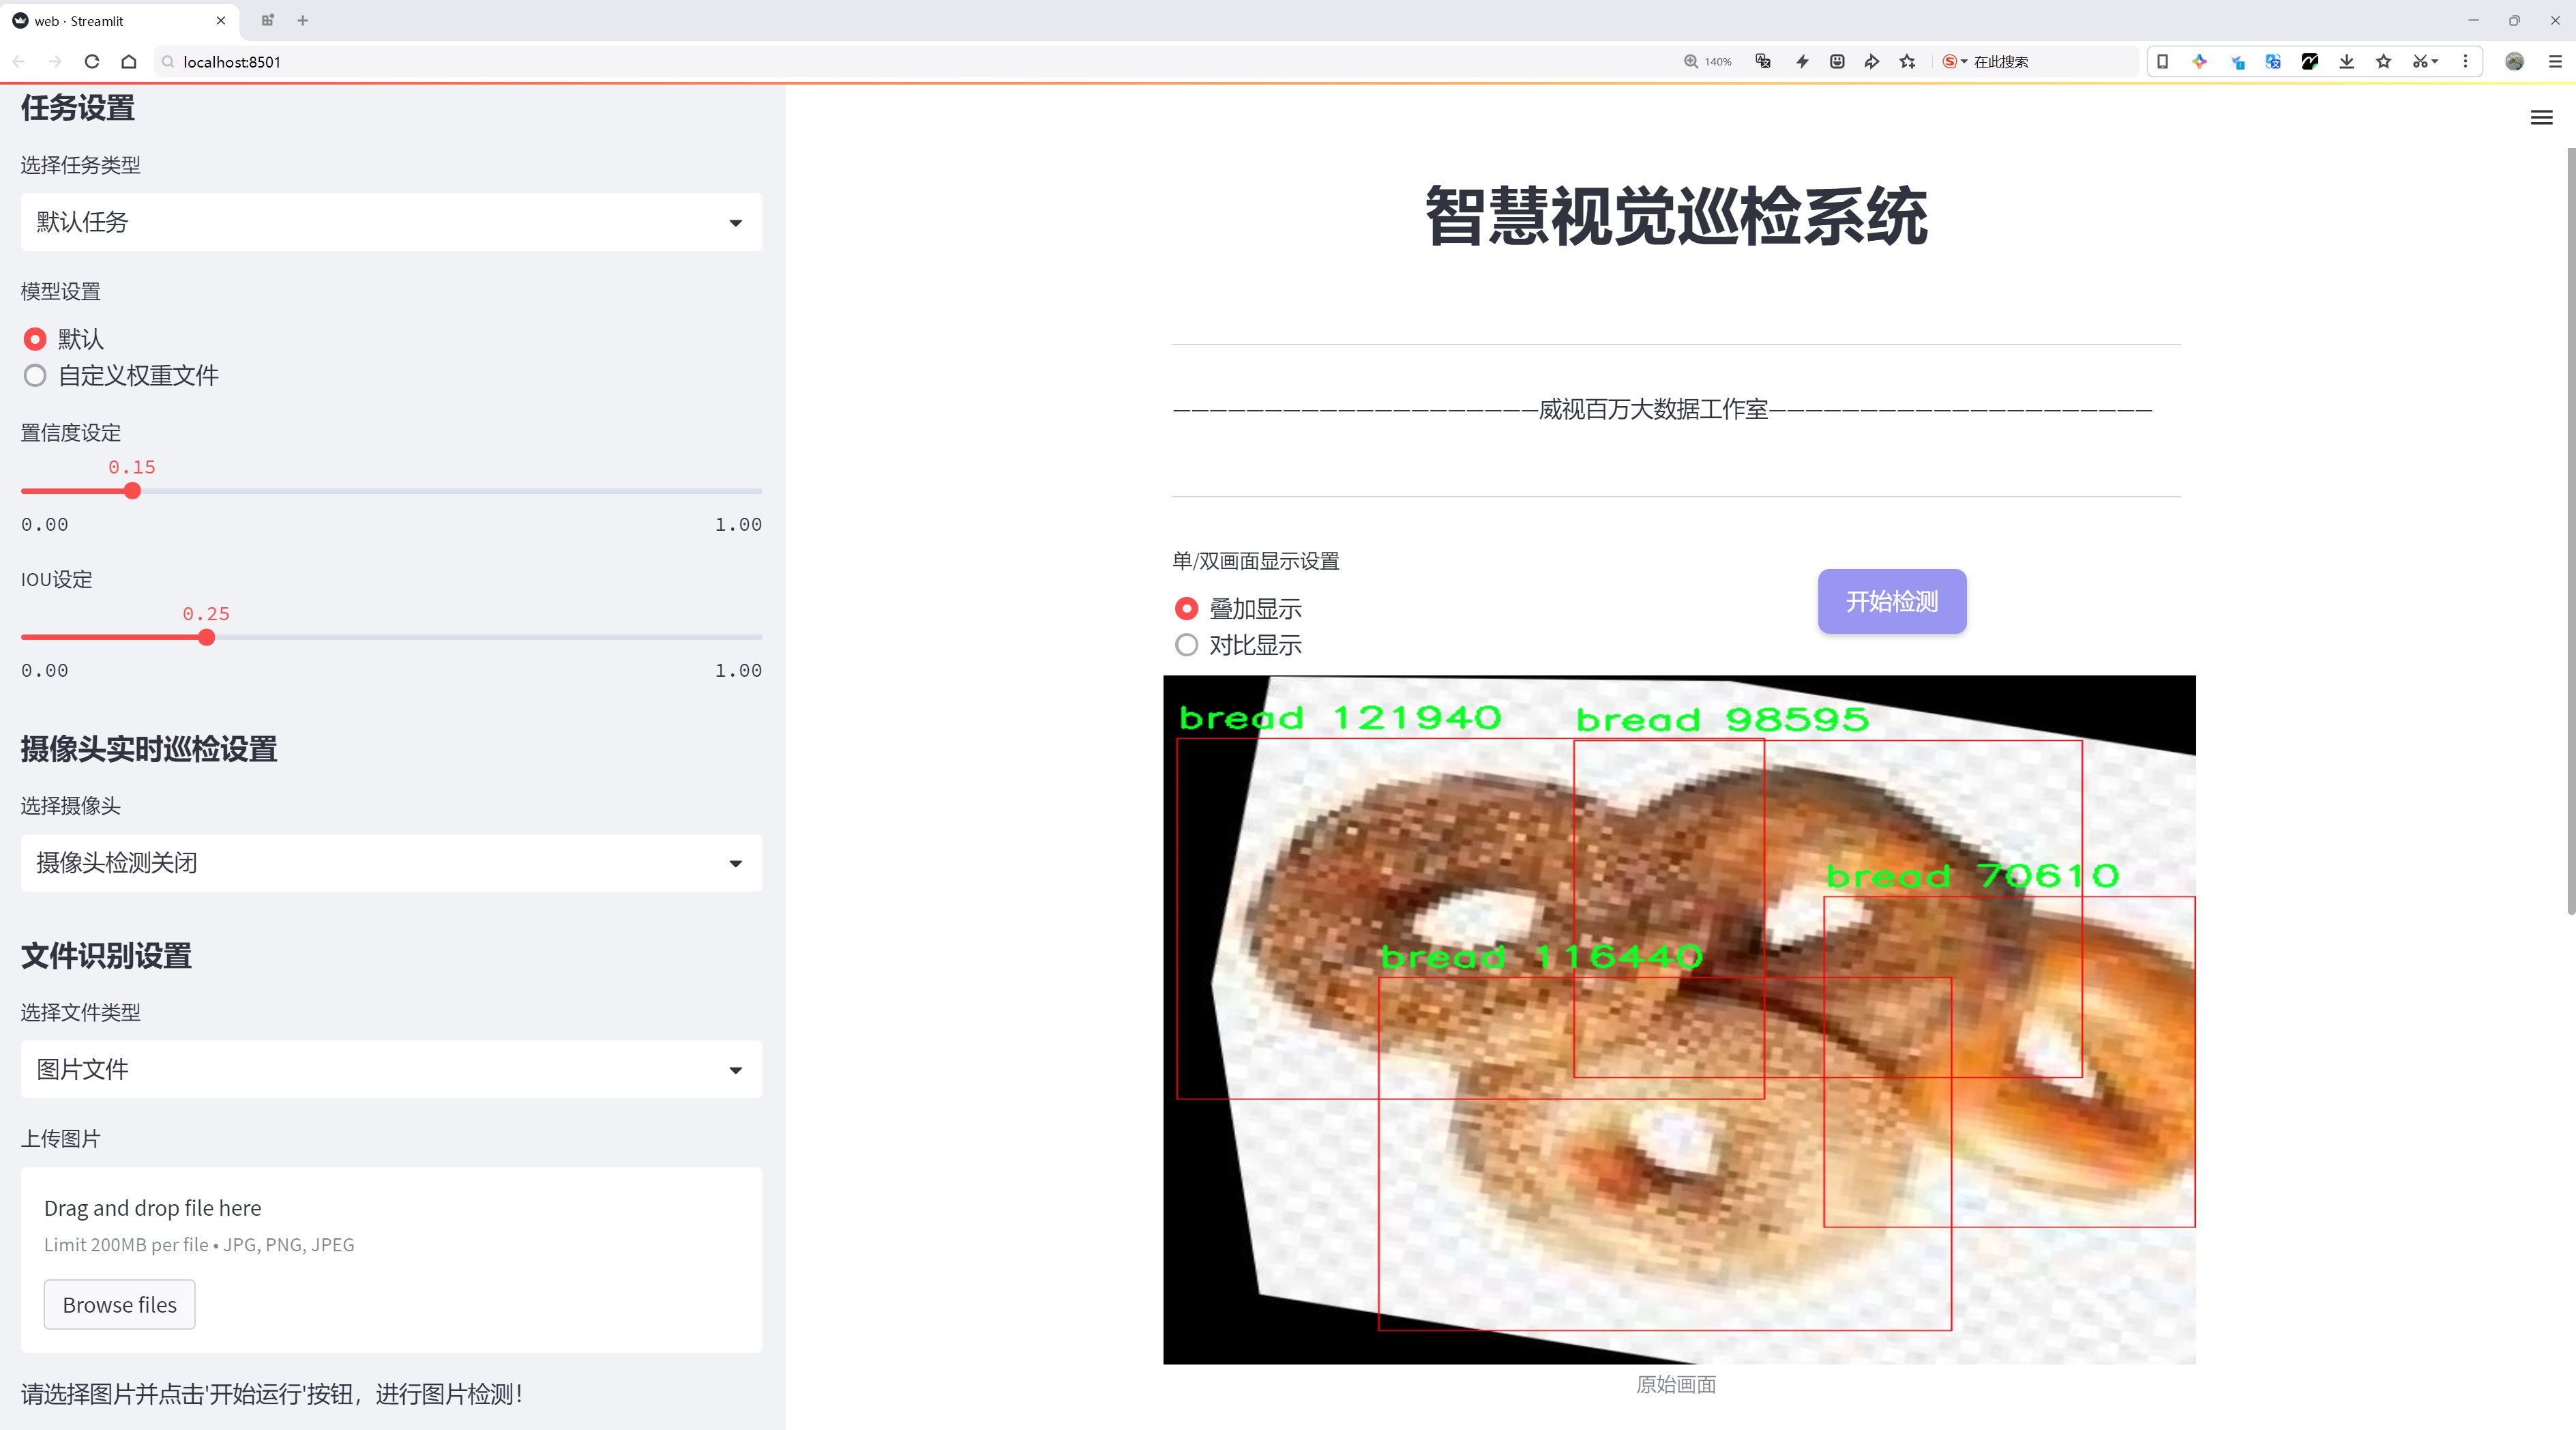 web · Streamlit
localhost:8501
140%
在此搜索
任务设置
选择任务类型
默认任务
模型设置
默认
自定义权重文件
置信度设定
0.15
0.00 1.00
IOU设定
0.25
0.00 1.00
摄像头实时巡检设置
选择摄像头
摄像头检测关闭
文件识别设置
选择文件类型
图片文件
上传图片
Drag and drop file here
Limit 200MB per file • JPG, PNG, JPEG
Browse files
请选择图片并点击'开始运行'按钮，进行图片检测！
智慧视觉巡检系统
————————————————————威视百万大数据工作室—————————————————————
单/双画面显示设置
叠加显示
对比显示
开始检测
bread 121940
bread 98595
bread 70610
bread 116440
原始画面